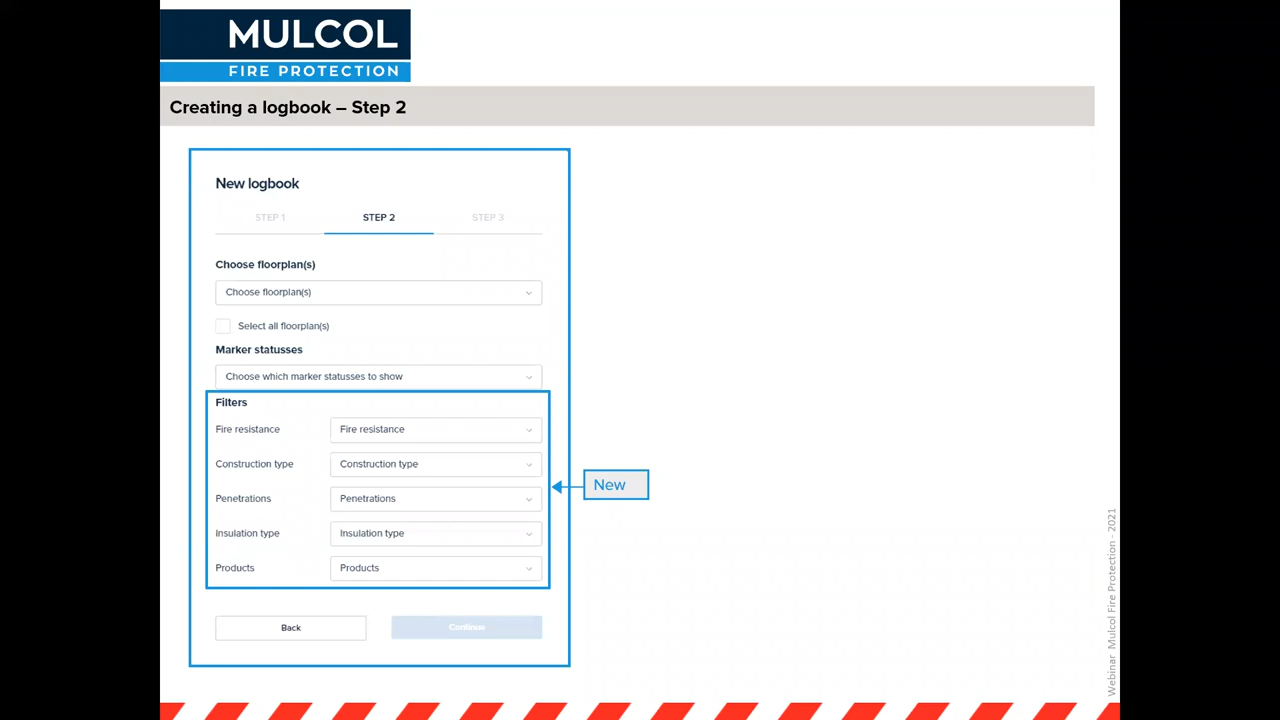 MULCOL
FIRE PROTECTION
Creating a logbook – Step 2
New logbook
STEP 1 STEP 2 STEP 3
Choose floorplan(s)
Choose floorplan(s)
Select all floorplan(s)
Marker statusses
Choose which marker statusses to show
Filters
Fire resistance Fire resistance
Construction type Construction type
Penetrations Penetrations
Insulation type Insulation type
Products Products
New
Back Continue
Webinar Mulcol Fire Protection - 2021